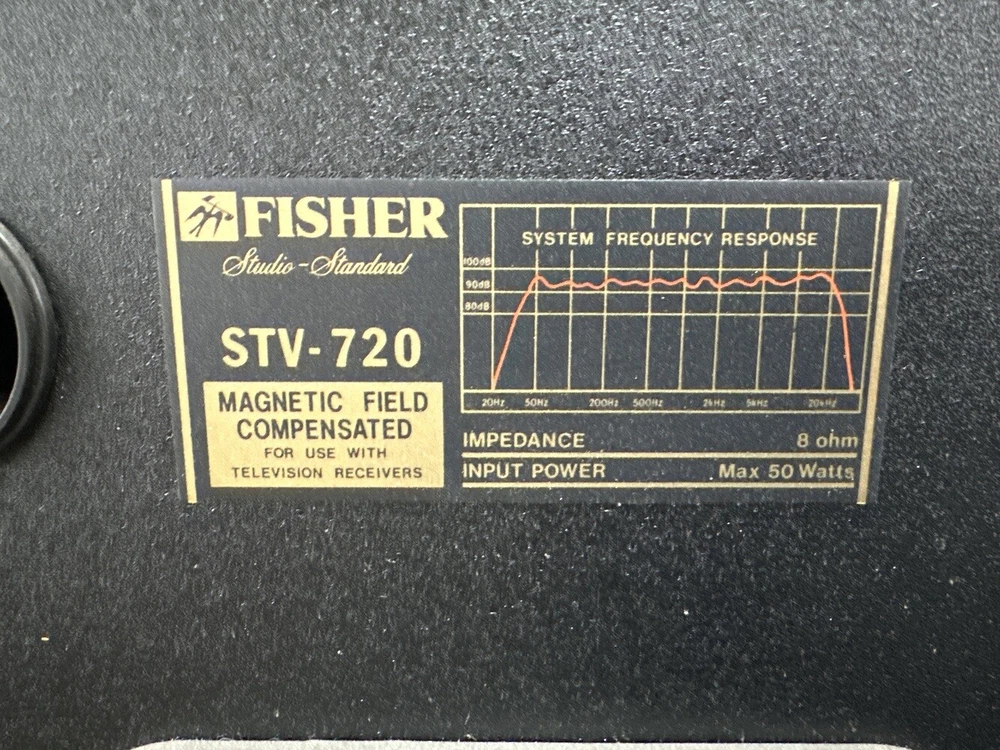 FISHER
Studio-Standard
STV-720
MAGNETIC FIELD
COMPENSATED
FOR USE WITH
TELEVISION RECEIVERS
SYSTEM FREQUENCY RESPONSE
100dB
90dB
80dB
20Hz 50Hz 200Hz 500Hz 2kHz 5kHz 20kHz
IMPEDANCE 8 ohm
INPUT POWER Max 50 Watts